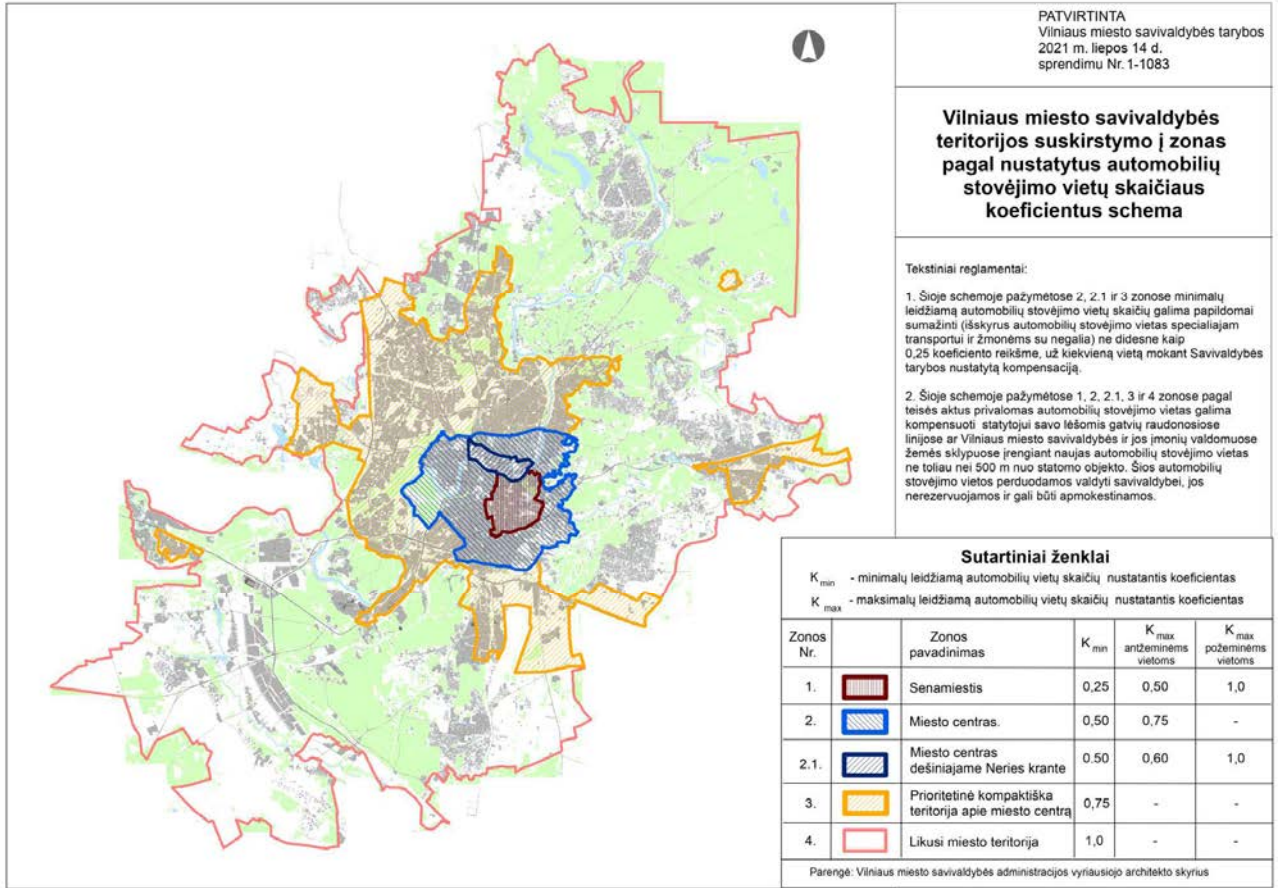 PATVIRTINTA
Vilniaus miesto savivaldybės tarybos
2021 m. liepos 14 d.
sprendimu Nr. 1-1083
Vilniaus miesto savivaldybės
teritorijos suskirstymo į zonas
pagal nustatytus automobilių
stovėjimo vietų skaičiaus
koeficientus schema
Tekstiniai reglamentai:
1. Šioje schemoje pažymėtose 2, 2.1 ir 3 zonose minimalų
leidžiamą automobilių stovėjimo vietų skaičių galima papildomai
sumažinti (išskyrus automobilių stovėjimo vietas specialiajam
transportui ir žmonėms su negalia) ne didesne kaip
0,25 koeficiento reikšme, už kiekvieną vietą mokant Savivaldybės
tarybos nustatytą kompensaciją.
2. Šioje schemoje pažymėtose 1, 2, 2.1, 3 ir 4 zonose pagal
teisės aktus privalomas automobilių stovėjimo vietas galima
kompensuoti statytojui savo lėšomis gatvių raudonosiose
linijose ar Vilniaus miesto savivaldybė ir jos įmonių valdomuose
žemės sklypuose įrengiant naujas automobilių stovėjimo vietas
ne toliau nei 500 m nuo statomo objekto. Šios automobilių
stovėjimo vietos perduodamos valdyti savivaldybei, jos
nerezervuojamos ir gali būti apmokestinamos.
Sutartiniai ženklai
K min - minimalų leidžiamą automobilių vietų skaičių nustatantis koeficientas
K max - maksimalų leidžiamą automobilių vietų skaičių nustatantis koeficientas
Zonos Nr. Zonos pavadinimas K min K max antžeminėms vietoms K max požeminėms vietoms
1. Senamiestis 0,25 0,50 1,0
2. Miesto centras. 0,50 0,75 -
2.1. Miesto centras dešiniajame Neries krante 0.50 0,60 1,0
3. Prioritetinė kompaktiška teritorija apie miesto centrą 0,75 - -
4. Likusi miesto teritorija 1,0 - -
Parengė: Vilniaus miesto savivaldybės administracijos vyriausiojo architekto skyrius